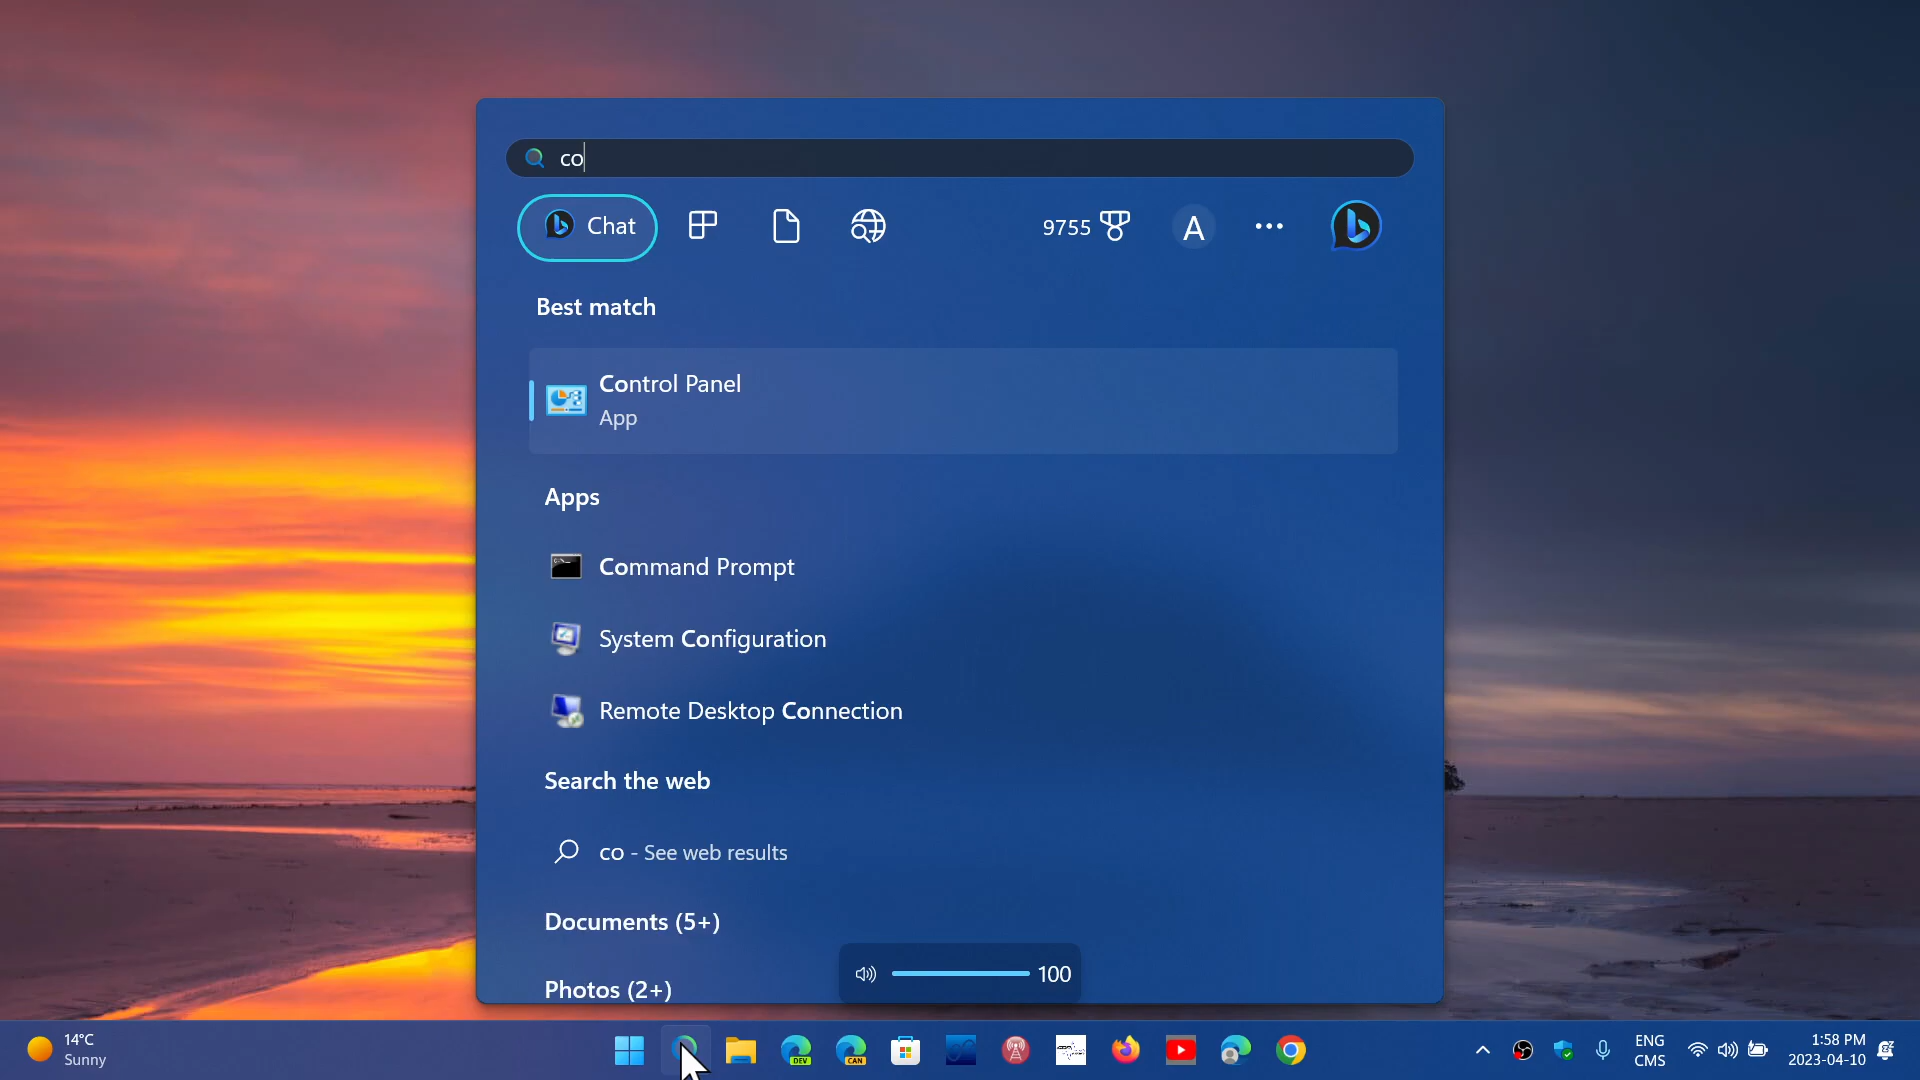 co
Chat
9755
A
Best match
Control Panel
App
Apps
Command Prompt
System Configuration
Remote Desktop Connection
Search the web
co - See web results
Documents (5+)
Photos (2+)
100
14°C
Sunny
DEV
CAN
ENG
CMS
1:58 PM
2023-04-10